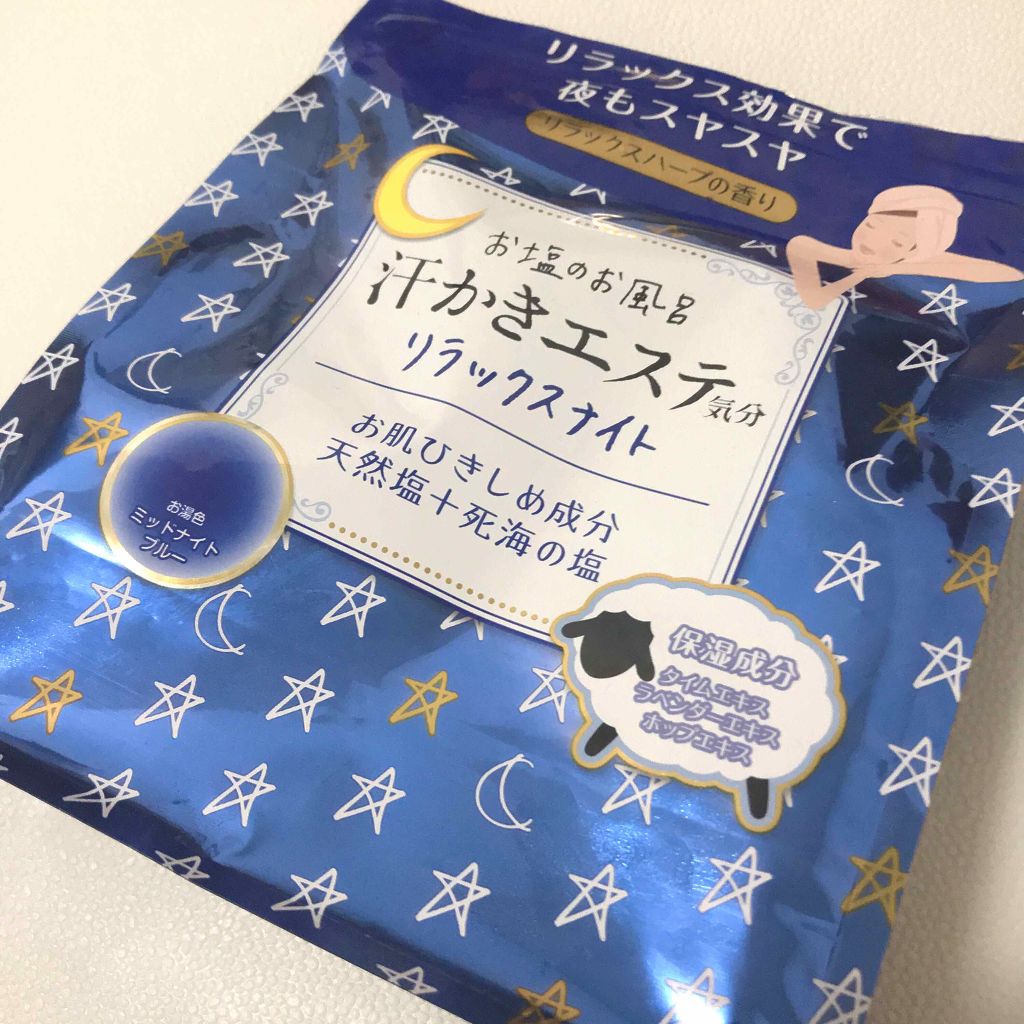 リラックス効果で
夜もスヤスヤ
リラックスハーブの香り
お塩のお風呂
汗かきエステ気分
リラックスナイト
お肌ひきしめ成分
天然塩+死海の塩
お湯色
ミッドナイト
ブルー
保湿成分
タイムエキス
ラベンダーエキス
ホップエキス